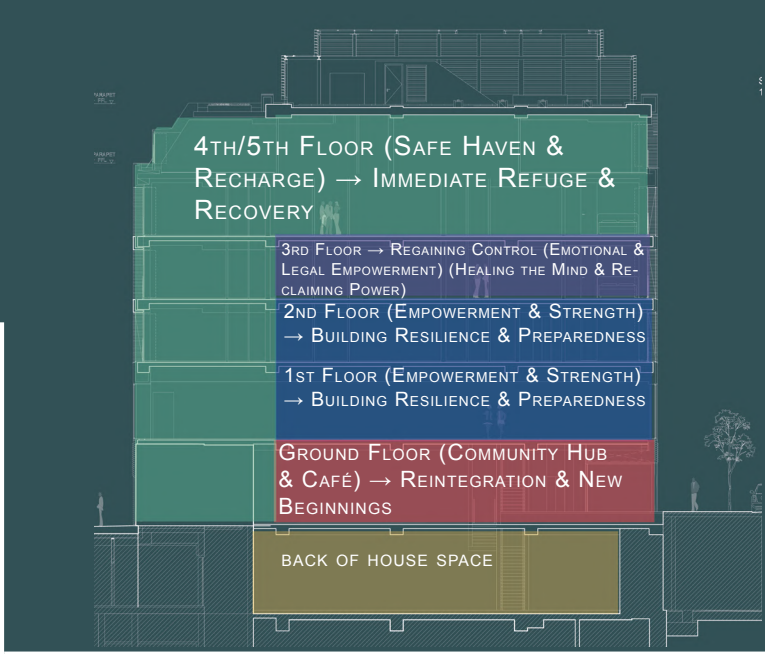 4th/5th Floor (Safe Haven &
Recharge) → Immediate Refuge &
Recovery
3rd Floor → Regaining Control (Emotional &
Legal Empowerment) (Healing the Mind & Re-
claiming Power)
2nd Floor (Empowerment & Strength)
→ Building Resilience & Preparedness
1st Floor (Empowerment & Strength)
→ Building Resilience & Preparedness
Ground Floor (Community Hub
& Café) → Reintegration & New
Beginnings
back of house space